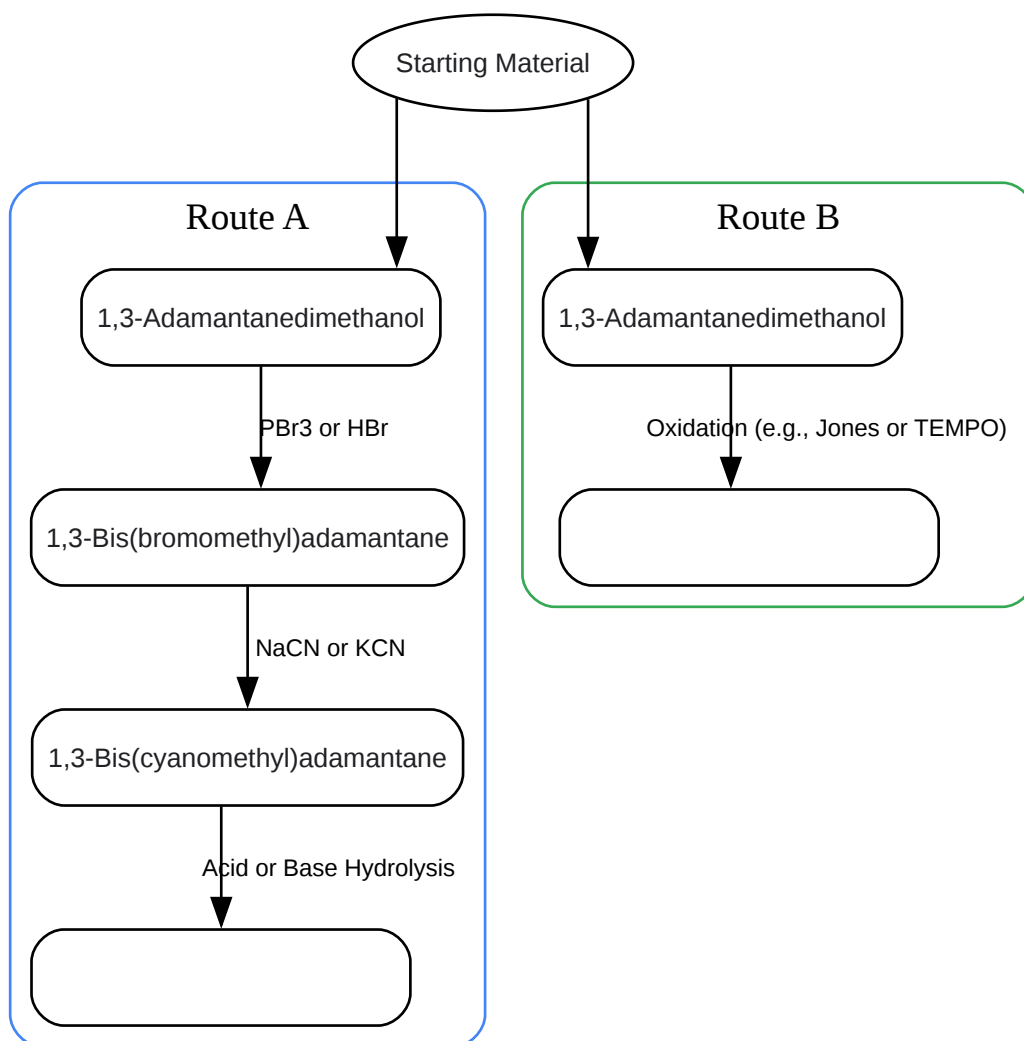 Starting Material
Route A
1,3-Adamantanedimethanol
PBr3 or HBr
1,3-Bis(bromomethyl)adamantane
NaCN or KCN
1,3-Bis(cyanomethyl)adamantane
Acid or Base Hydrolysis
Route B
1,3-Adamantanedimethanol
Oxidation (e.g., Jones or TEMPO)